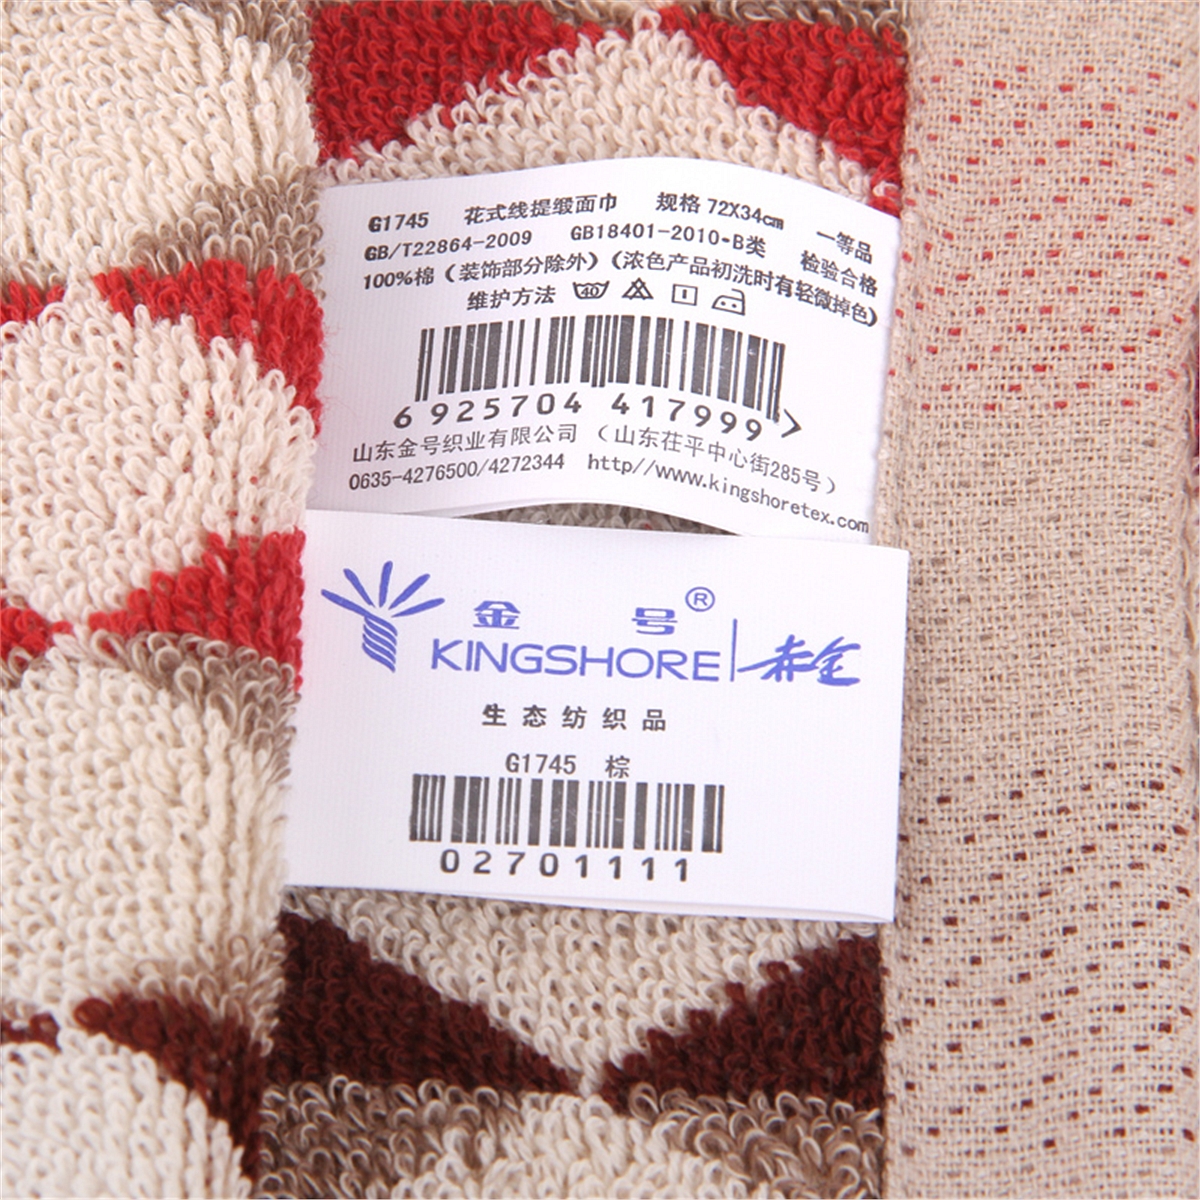 G1745 花式线提缎面巾 规格 72X34cm 一等品
GB/T22864-2009 GB18401-2010·B类 检验合格
100%棉（装饰部分除外）（浓色产品初洗时有轻微掉色）
维护方法 40
6 925704 417999 >
山东金号织业有限公司 （山东茌平中心街285号）
0635-4276500/4272344 http//www.kingshoretex.com
金号®
KINGSHORE 赤金
生态纺织品
G1745 棕
02701111